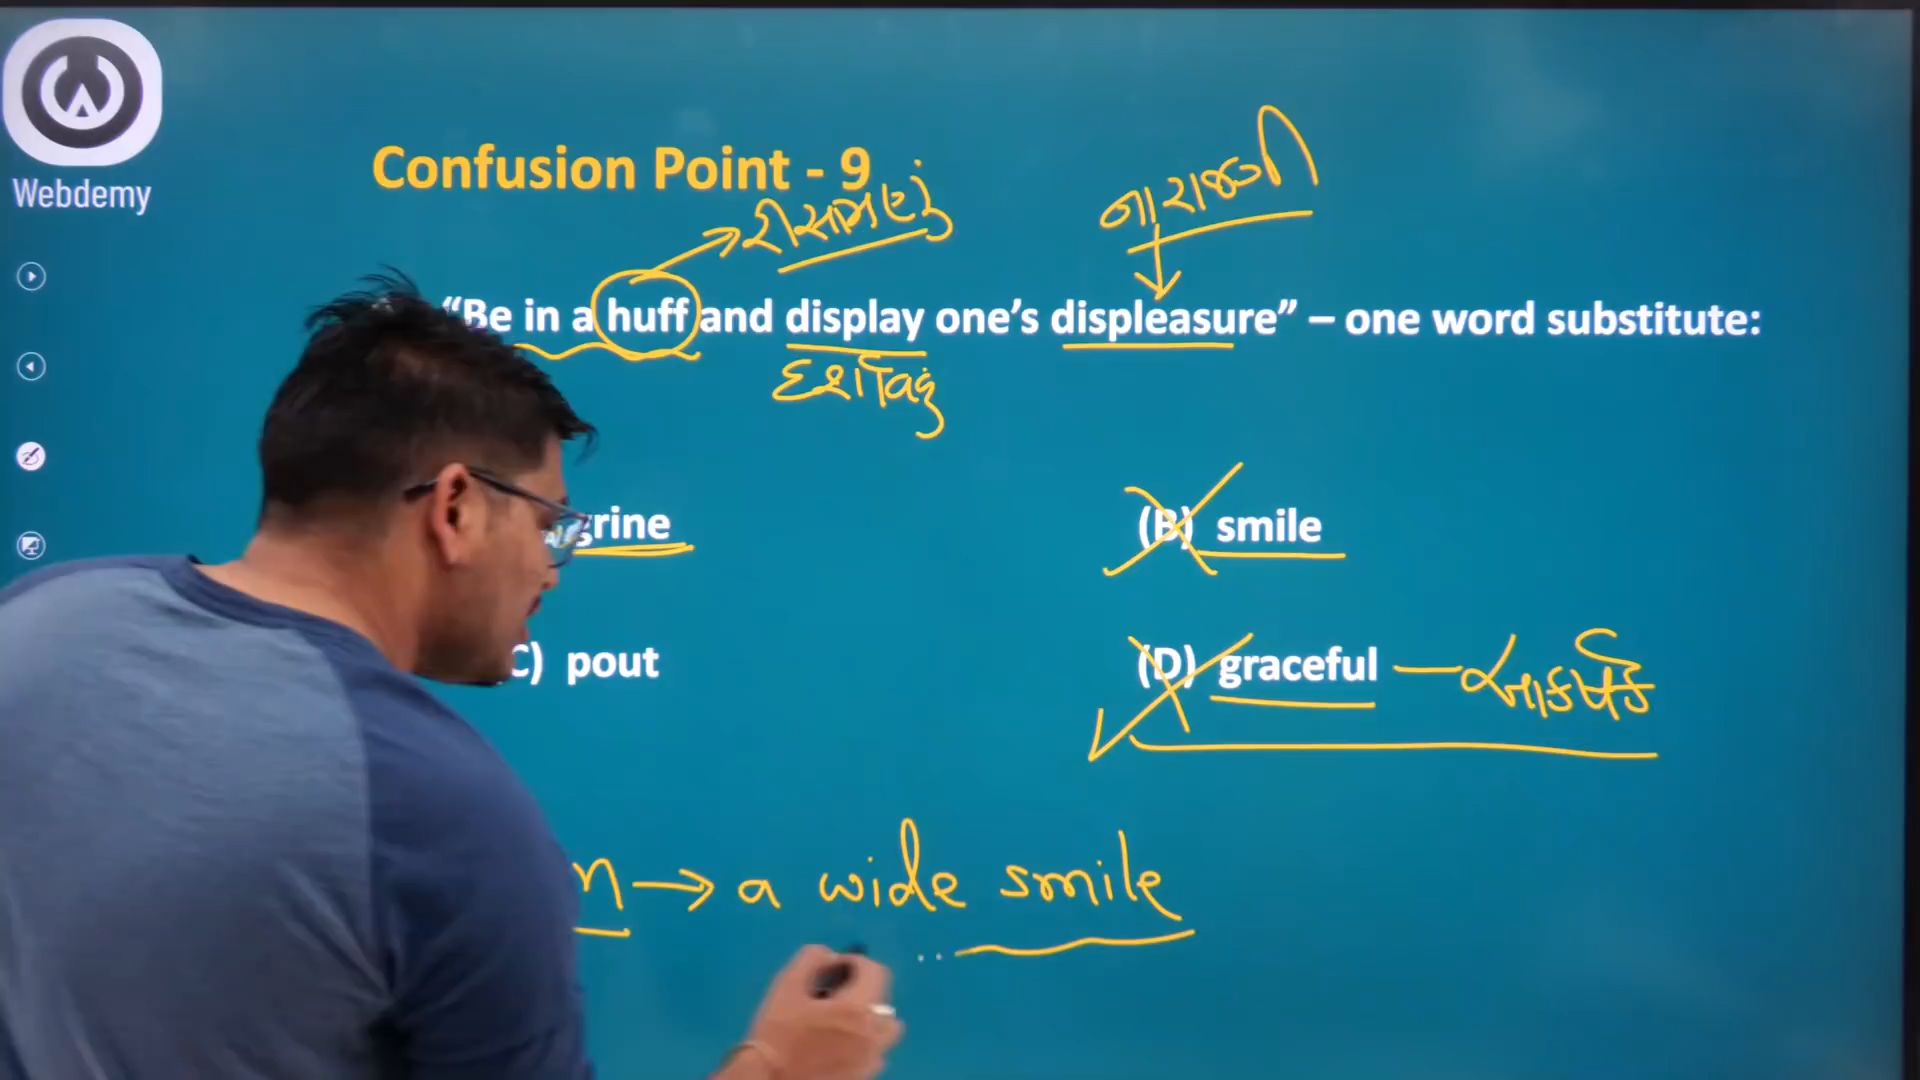 Webdemy
Confusion Point - 9
રીસામણું
નારાજગી
“Be in a huff and display one’s displeasure” – one word substitute:
દર્શાવવું
grine
(B) smile
C) pout
(D) graceful — આકર્ષક
n → a wide smile